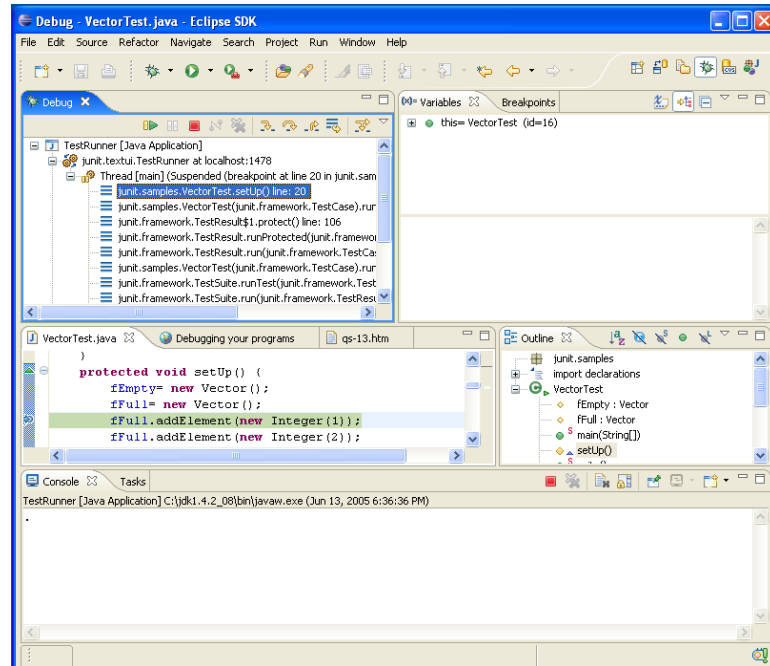 Debug - VectorTest.java - Eclipse SDK
File Edit Source Refactor Navigate Search Project Run Window Help
Debug
TestRunner [Java Application]
junit.textui.TestRunner at localhost:1478
Thread [main] (Suspended (breakpoint at line 20 in junit.sam
junit.samples.VectorTest.setUp() line: 20
junit.samples.VectorTest(junit.framework.TestCase).run
junit.framework.TestResult$1.protect() line: 106
junit.framework.TestResult.runProtected(junit.framewo
junit.framework.TestResult.run(junit.framework.TestCa
junit.samples.VectorTest(junit.framework.TestCase).run
junit.framework.TestSuite.runTest(junit.framework.Test
junit.framework.TestSuite.run(junit.framework.TestResu
Variables Breakpoints
this= VectorTest (id=16)
VectorTest.java Debugging your programs qs-13.htm
}
protected void setUp() {
fEmpty= new Vector();
fFull= new Vector();
fFull.addElement(new Integer(1));
fFull.addElement(new Integer(2));
Outline
junit.samples
import declarations
VectorTest
fEmpty : Vector
fFull : Vector
main(String[])
setUp()
Console Tasks
TestRunner [Java Application] C:\jdk1.4.2_08\bin\javaw.exe (Jun 13, 2005 6:36:36 PM)
.